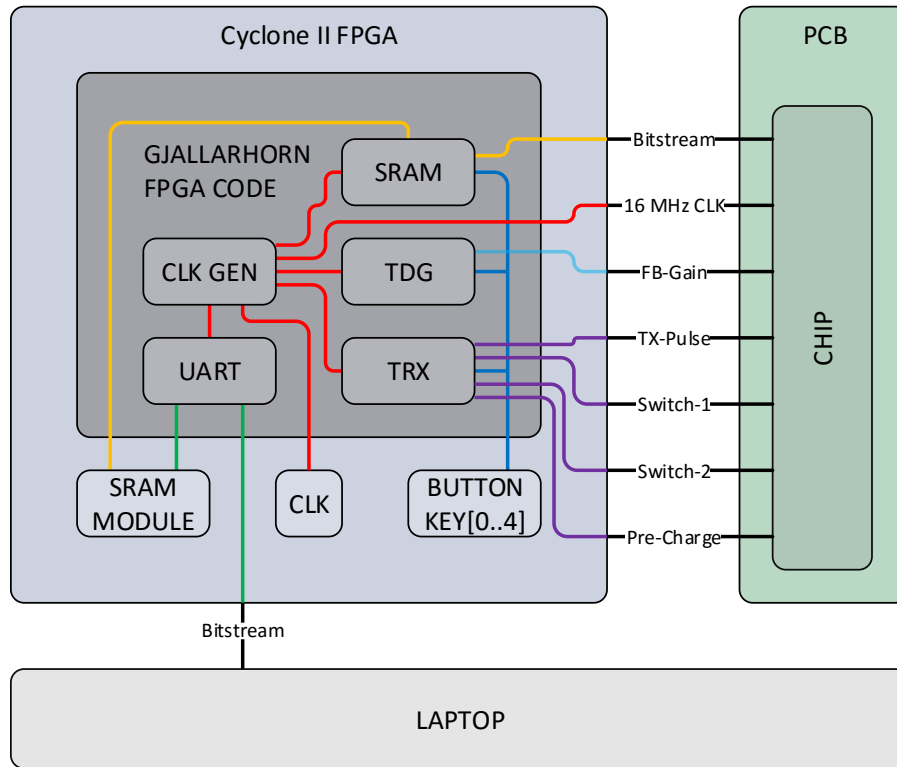 Cyclone II FPGA
PCB
GJALLARHORN
FPGA CODE
SRAM
Bitstream
16 MHz CLK
CLK GEN
TDG
FB-Gain
TX-Pulse
CHIP
UART
TRX
Switch-1
Switch-2
SRAM
MODULE
CLK
BUTTON
KEY[0..4]
Pre-Charge
Bitstream
LAPTOP